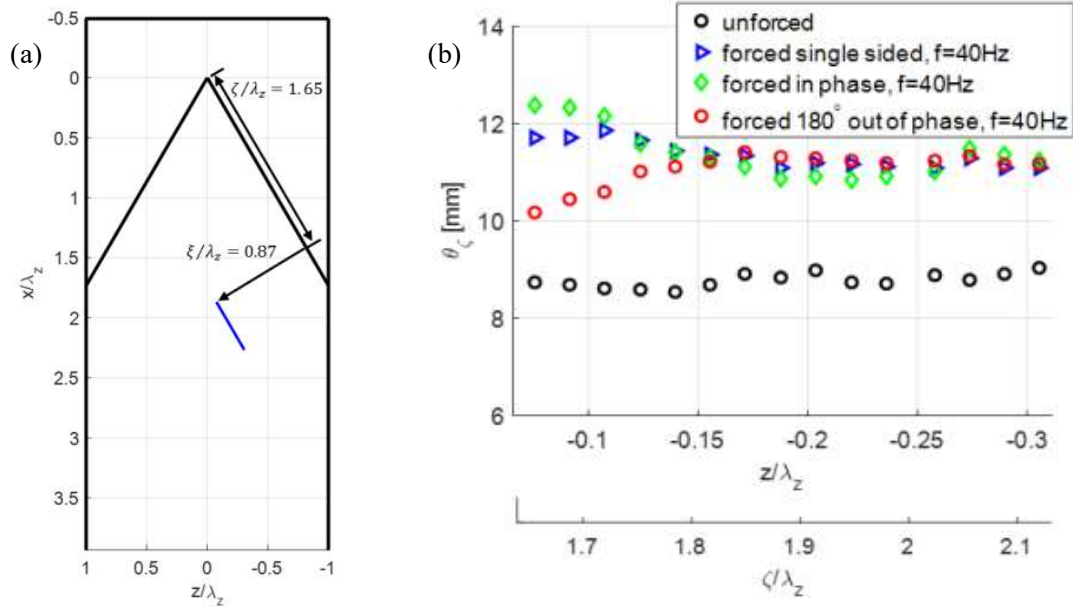 (a)
-0.5
0
0.5
1
1.5
2
2.5
3
3.5
x/λz
1 0.5 0 -0.5 -1
z/λz
ζ/λz = 1.65
ξ/λz = 0.87
(b)
14
12
10
8
6
θζ [mm]
unforced
forced single sided, f=40Hz
forced in phase, f=40Hz
forced 180° out of phase, f=40Hz
-0.1 -0.15 -0.2 -0.25 -0.3
z/λz
1.7 1.8 1.9 2 2.1
ζ/λz